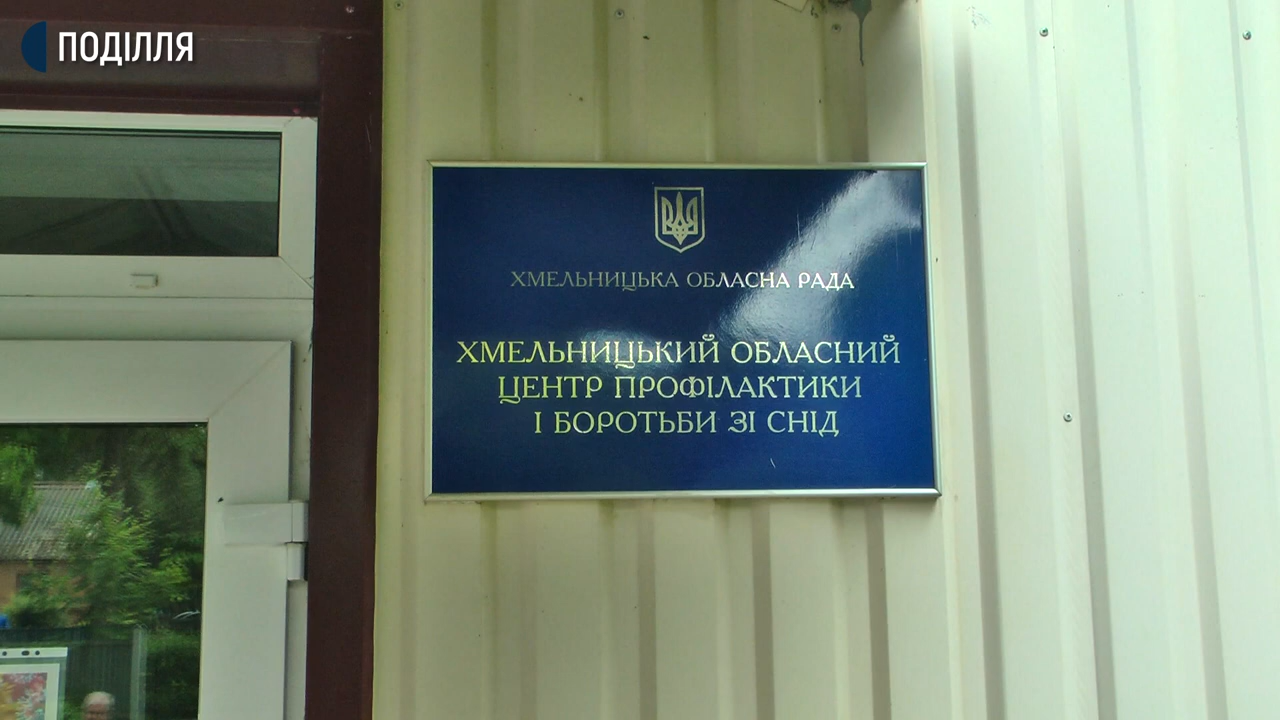 ПОДІЛЛЯ
ХМЕЛЬНИЦЬКА ОБЛАСНА РАДА
ХМЕЛЬНИЦЬКИЙ ОБЛАСНИЙ
ЦЕНТР ПРОФІЛАКТИКИ
І БОРОТЬБИ ЗІ СНІД